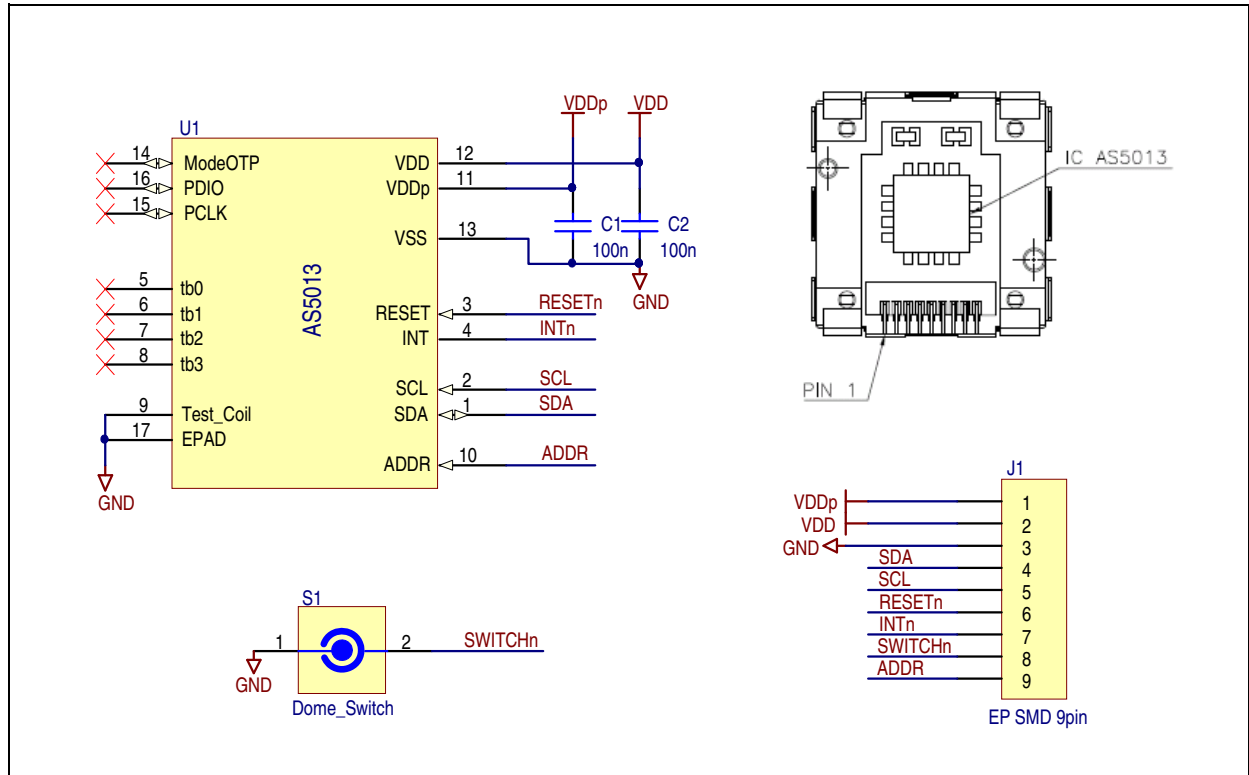 U1
AS5013
14 ModeOTP
16 PDIO
15 PCLK
5 tb0
6 tb1
7 tb2
8 tb3
9 Test_Coil
17 EPAD
GND
VDD 12
VDDp 11
VSS 13
RESET 3 RESETn
INT 4 INTn
SCL 2 SCL
SDA 1 SDA
ADDR 10 ADDR
VDDp VDD
C1 C2
100n 100n
GND
IC AS5013
PIN 1
S1
1 2 SWITCHn
GND
Dome_Switch
J1
VDDp 1
VDD 2
GND 3
SDA 4
SCL 5
RESETn 6
INTn 7
SWITCHn 8
ADDR 9
EP SMD 9pin